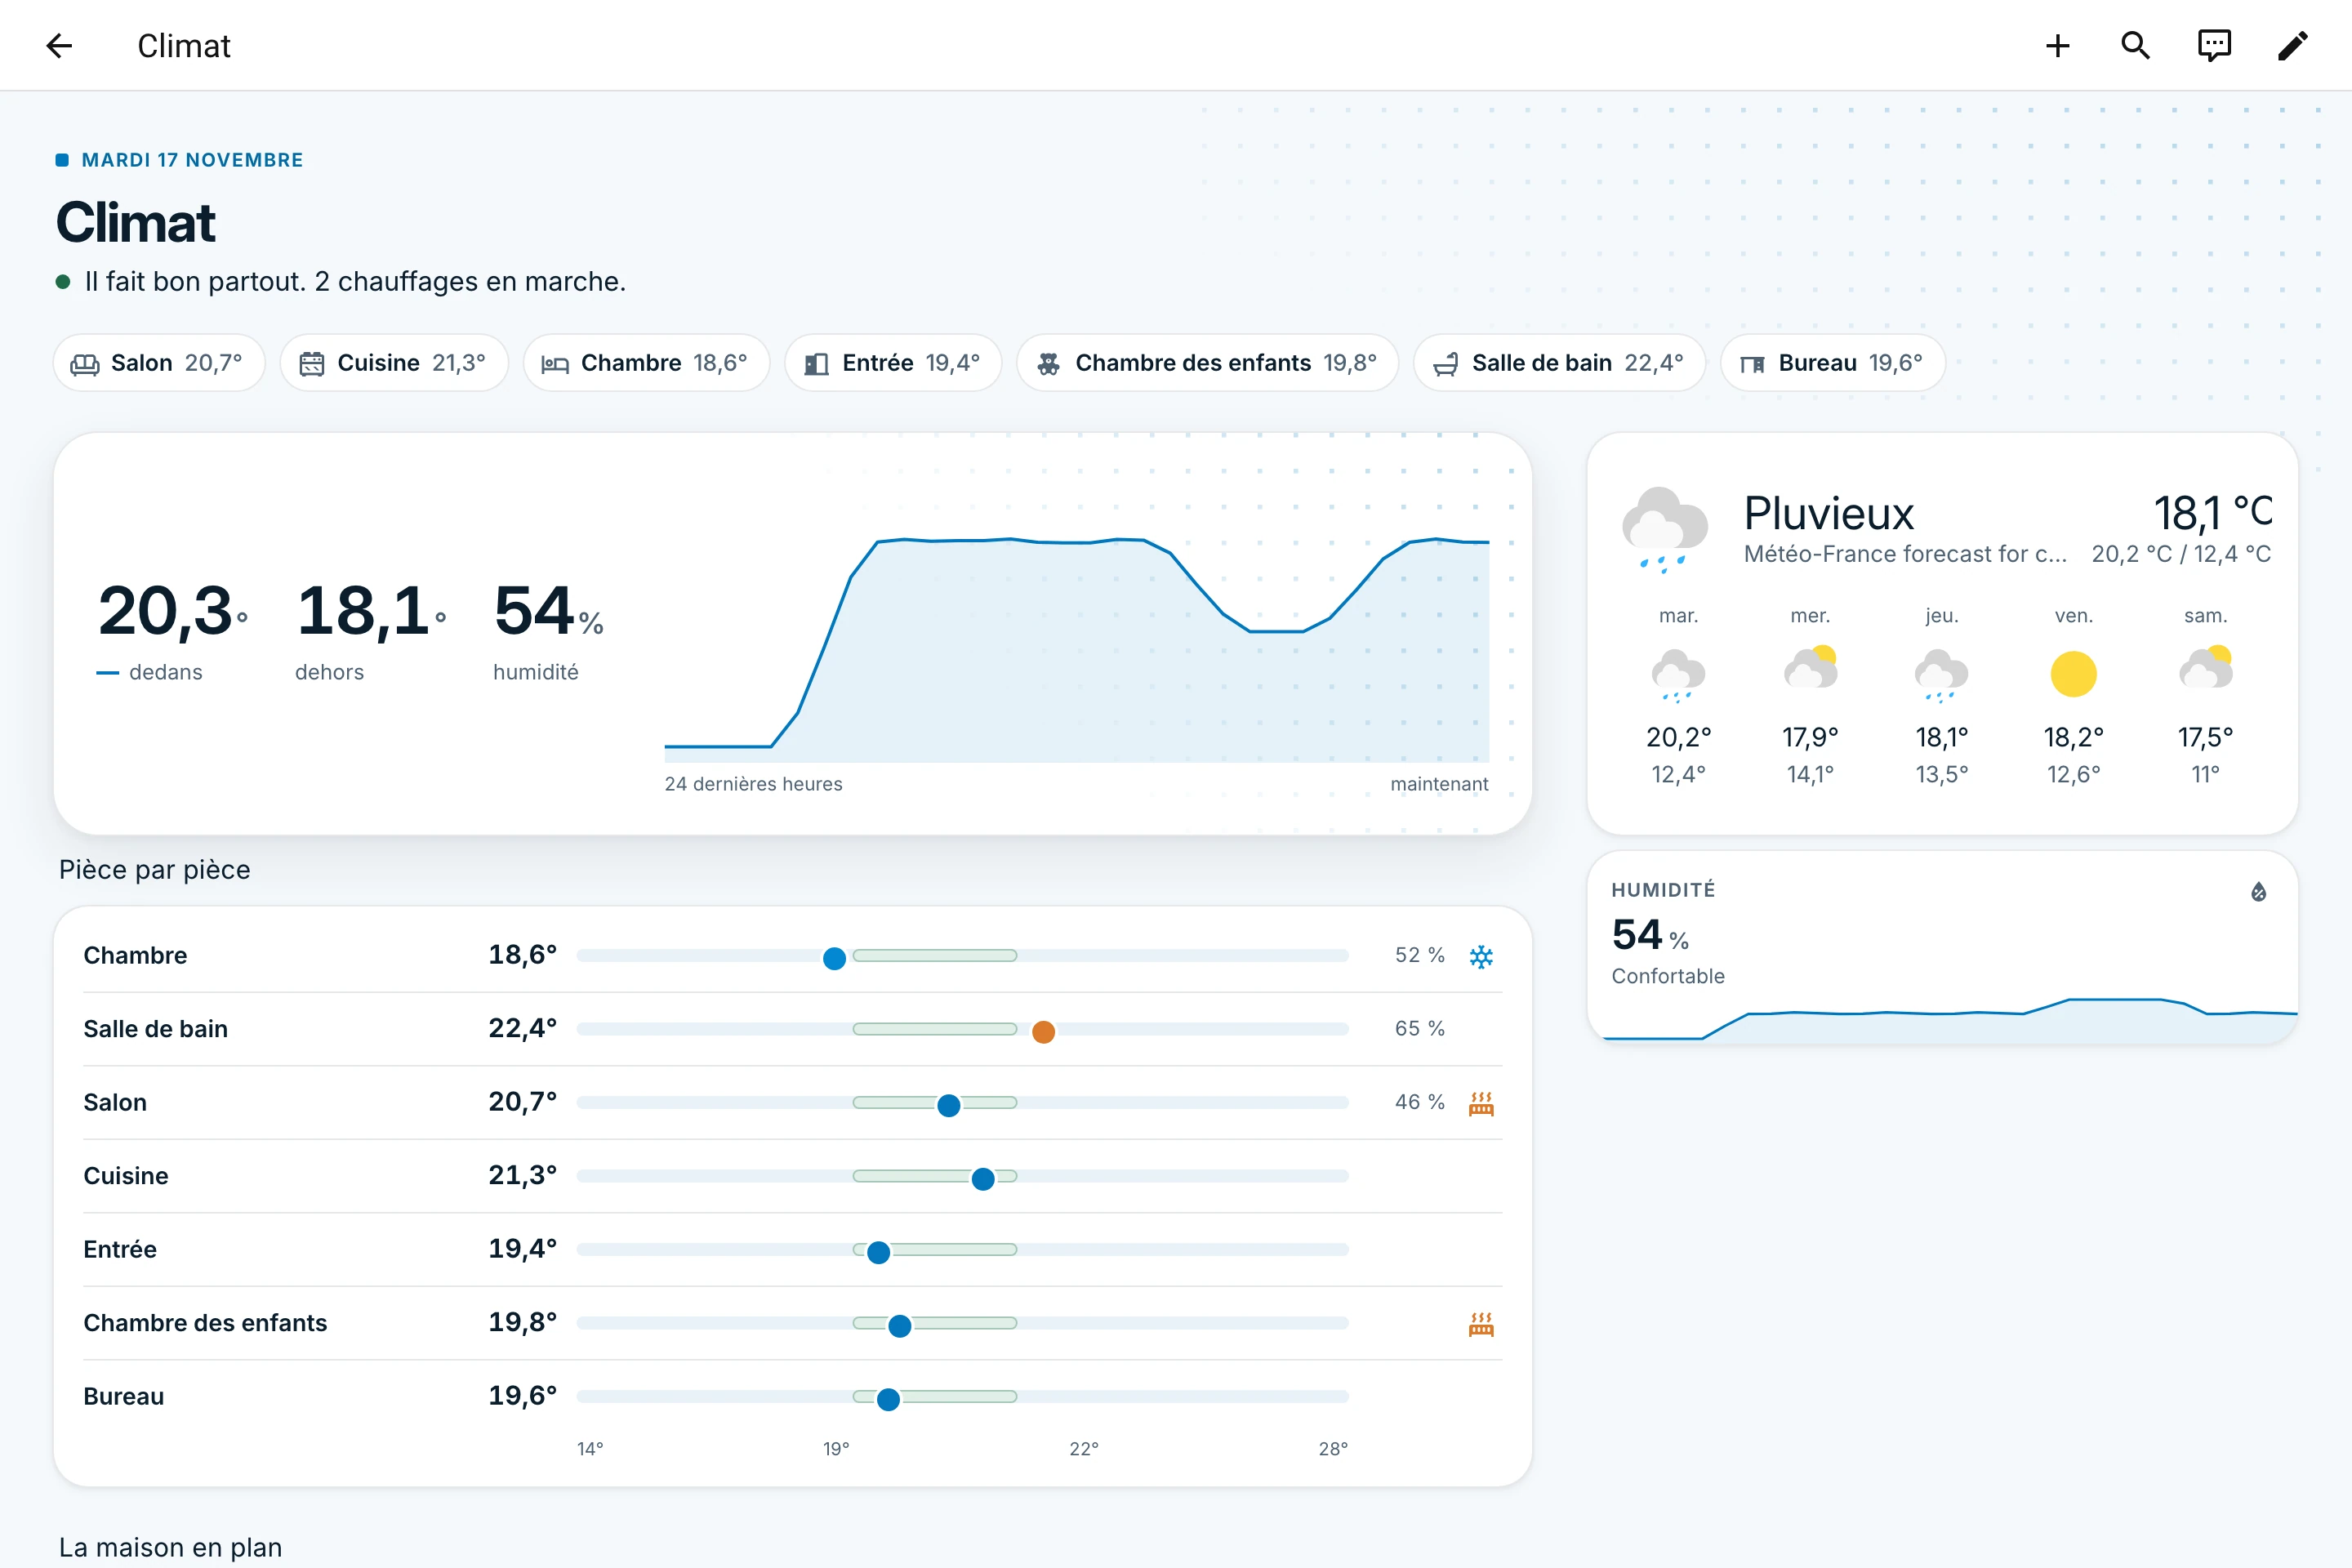 Climat
MARDI 17 NOVEMBRE
Climat
Il fait bon partout. 2 chauffages en marche.
Salon 20,7° Cuisine 21,3° Chambre 18,6° Entrée 19,4° Chambre des enfants 19,8° Salle de bain 22,4° Bureau 19,6°
20,3° 18,1° 54%
dedans dehors humidité
24 dernières heures maintenant
Pluvieux 18,1 °C
Météo-France forecast for c... 20,2 °C / 12,4 °C
mar. mer. jeu. ven. sam.
20,2° 17,9° 18,1° 18,2° 17,5°
12,4° 14,1° 13,5° 12,6° 11°
HUMIDITÉ
54 %
Confortable
Pièce par pièce
Chambre 18,6° 52 %
Salle de bain 22,4° 65 %
Salon 20,7° 46 %
Cuisine 21,3°
Entrée 19,4°
Chambre des enfants 19,8°
Bureau 19,6°
14° 19° 22° 28°
La maison en plan